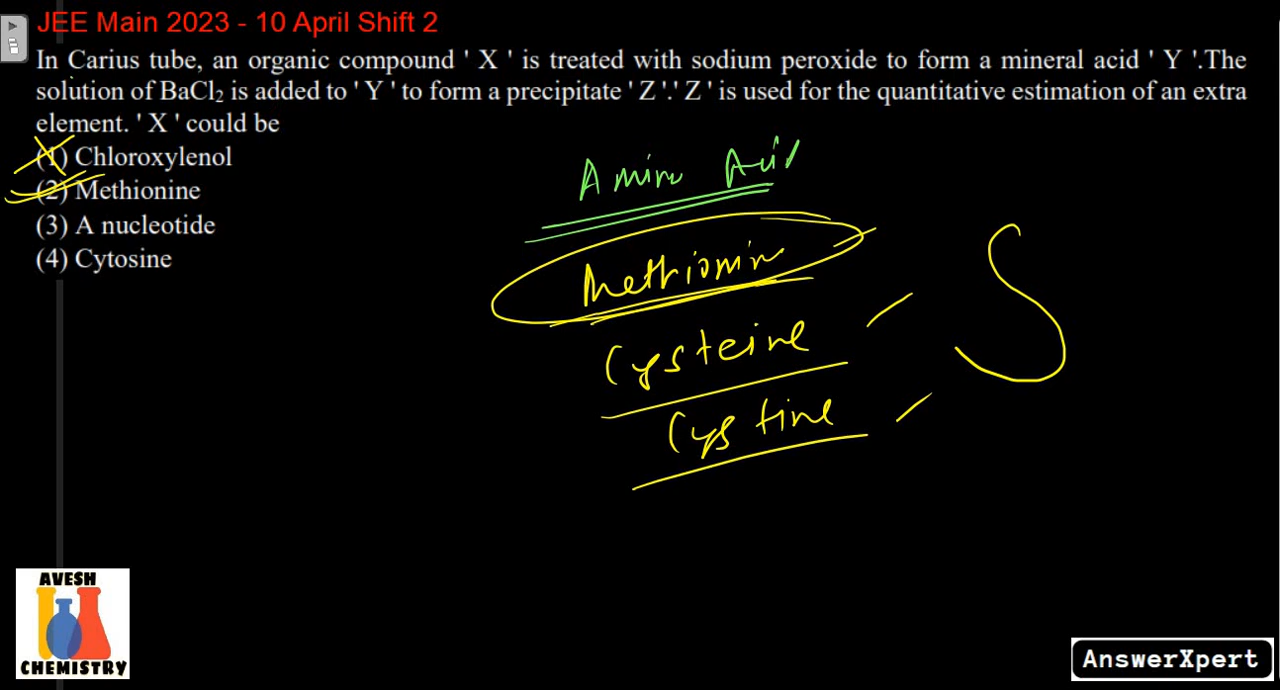 JEE Main 2023 - 10 April Shift 2
In Carius tube, an organic compound ' X ' is treated with sodium peroxide to form a mineral acid ' Y '.The
solution of BaCl₂ is added to ' Y ' to form a precipitate ' Z '.' Z ' is used for the quantitative estimation of an extra
element. ' X ' could be
(1) Chloroxylenol
(2) Methionine
(3) A nucleotide
(4) Cytosine
Amino Acid
Methionin
Cysteine
Cystine
S
AVESH
CHEMISTRY
AnswerXpert